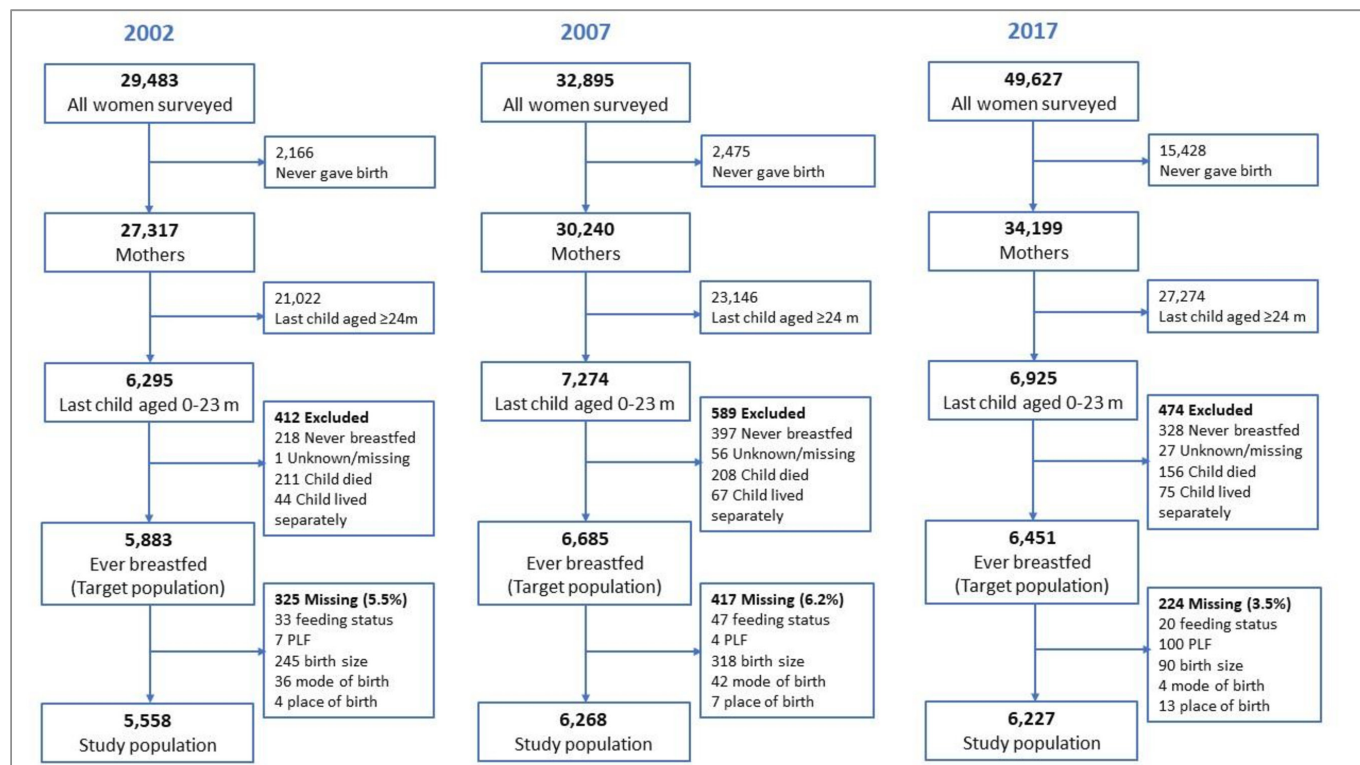 2002
29,483
All women surveyed
2,166
Never gave birth
27,317
Mothers
21,022
Last child aged ≥24m
6,295
Last child aged 0-23 m
412 Excluded
218 Never breastfed
1 Unknown/missing
211 Child died
44 Child lived
separately
5,883
Ever breastfed
(Target population)
325 Missing (5.5%)
33 feeding status
7 PLF
245 birth size
36 mode of birth
4 place of birth
5,558
Study population
2007
32,895
All women surveyed
2,475
Never gave birth
30,240
Mothers
23,146
Last child aged ≥24 m
7,274
Last child aged 0-23 m
589 Excluded
397 Never breastfed
56 Unknown/missing
208 Child died
67 Child lived
separately
6,685
Ever breastfed
(Target population)
417 Missing (6.2%)
47 feeding status
4 PLF
318 birth size
42 mode of birth
7 place of birth
6,268
Study population
2017
49,627
All women surveyed
15,428
Never gave birth
34,199
Mothers
27,274
Last child aged ≥24 m
6,925
Last child aged 0-23 m
474 Excluded
328 Never breastfed
27 Unknown/missing
156 Child died
75 Child lived
separately
6,451
Ever breastfed
(Target population)
224 Missing (3.5%)
20 feeding status
100 PLF
90 birth size
4 mode of birth
13 place of birth
6,227
Study population